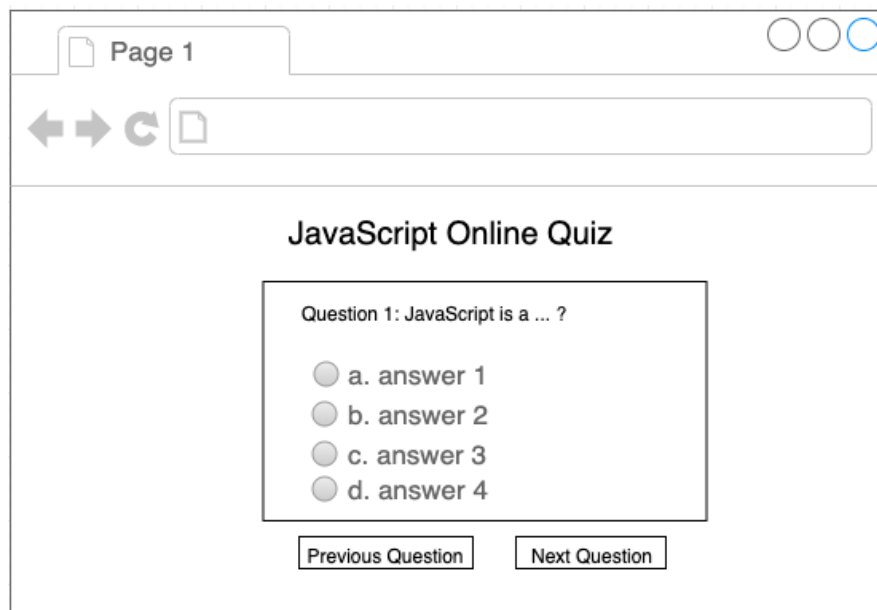 Page 1
JavaScript Online Quiz
Question 1: JavaScript is a ... ?
a. answer 1
b. answer 2
c. answer 3
d. answer 4
Previous Question Next Question